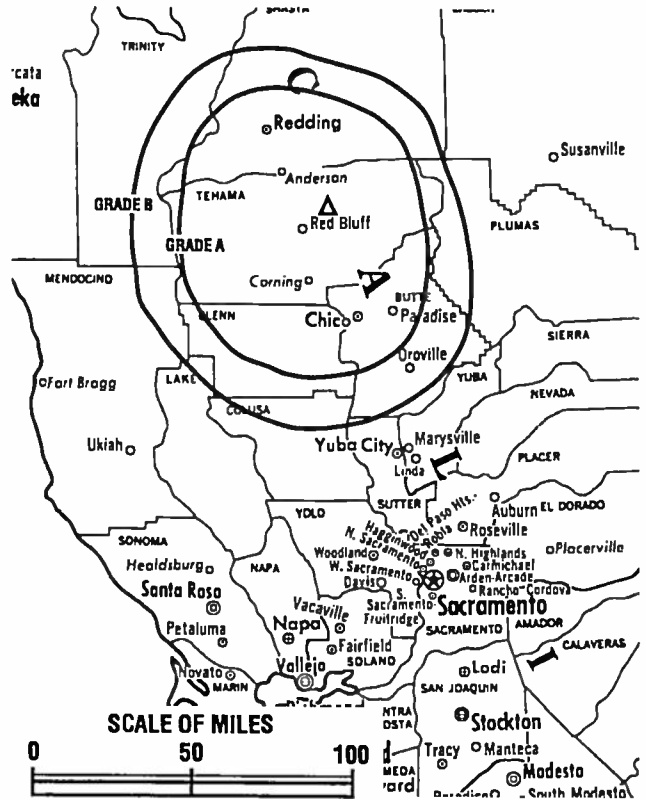 TRINITY
eka
Redding
Susanville
Anderson
TEHAMA
GRADE B
Red Bluff
PLUMAS
GRADE A
MENDOCINO
Corning
A
BUTTE
GLENN
Chico
Paradise
SIERRA
Oroville
LAKE
YUBA
Fort Bragg
NEVADA
COLUSA
Ukiah
Yuba City
Marysville
L
PLACER
Linda
SUTTER
YOLO
Auburn
EL DORADO
Del Paso Hts.
Robla
Roseville
Hagginwood
SONOMA
N. Sacramento
Woodland
N. Highlands
Placerville
Healdsburg
NAPA
W. Sacramento
Carmichael
Davis
Arden-Arcade
Santa Rosa
Rancho-Cordova
S.
Sacramento
Vacaville
Sacramento
Fruitridge
Napa
Petaluma
SACRAMENTO
AMADOR
Fairfield
CALAVERAS
Vallejo
SOLANO
I
Novato
MARIN
Lodi
SAN JOAQUIN
NTRA
OSTA
SCALE OF MILES
Stockton
0 50 100
Tracy
Manteca
MEDA
Modesto
South Modesto